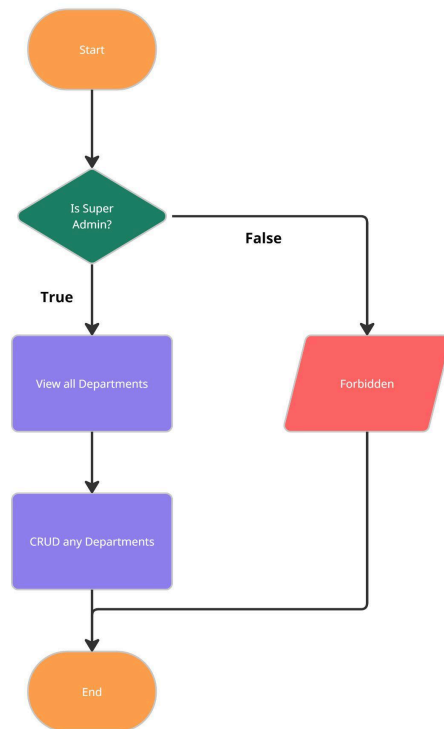 Start
Is Super
Admin?
False
True
View all Departments
Forbidden
CRUD any Departments
End